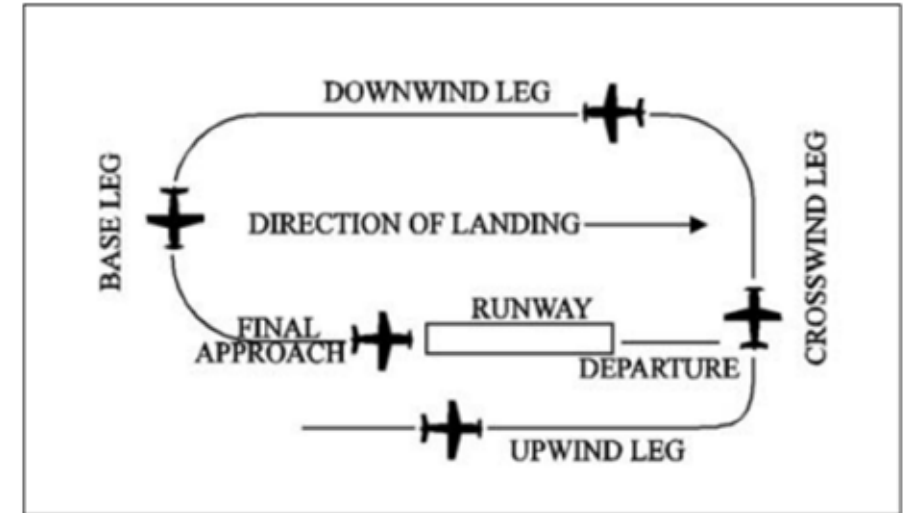 DOWNWIND LEG
BASE LEG
DIRECTION OF LANDING
CROSSWIND LEG
RUNWAY
FINAL
APPROACH
DEPARTURE
UPWIND LEG